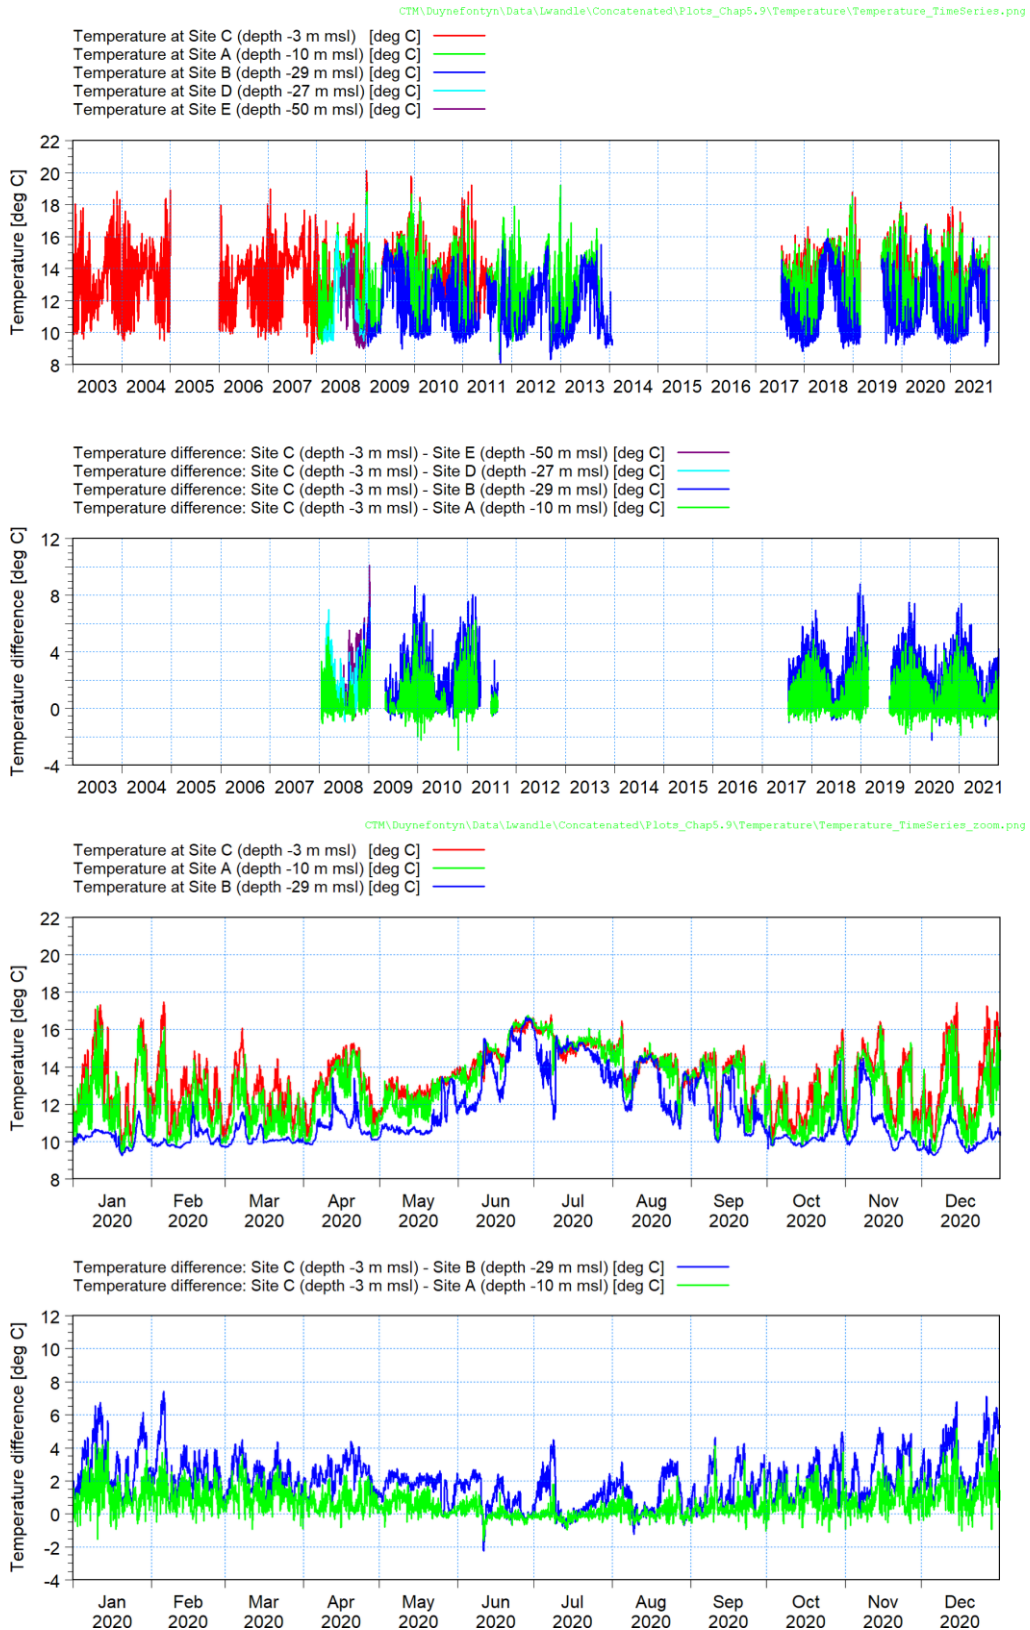 CTM\Duynefontyn\Data\Lwandle\Concatenated\Plots_Chap5.9\Temperature\Temperature_TimeSeries.png
Temperature at Site C (depth -3 m msl) [deg C]
Temperature at Site A (depth -10 m msl) [deg C]
Temperature at Site B (depth -29 m msl) [deg C]
Temperature at Site D (depth -27 m msl) [deg C]
Temperature at Site E (depth -50 m msl) [deg C]
Temperature [deg C]
22
20
18
16
14
12
10
8
2003 2004 2005 2006 2007 2008 2009 2010 2011 2012 2013 2014 2015 2016 2017 2018 2019 2020 2021
Temperature difference: Site C (depth -3 m msl) - Site E (depth -50 m msl) [deg C]
Temperature difference: Site C (depth -3 m msl) - Site D (depth -27 m msl) [deg C]
Temperature difference: Site C (depth -3 m msl) - Site B (depth -29 m msl) [deg C]
Temperature difference: Site C (depth -3 m msl) - Site A (depth -10 m msl) [deg C]
Temperature difference [deg C]
12
8
4
0
-4
2003 2004 2005 2006 2007 2008 2009 2010 2011 2012 2013 2014 2015 2016 2017 2018 2019 2020 2021
CTM\Duynefontyn\Data\Lwandle\Concatenated\Plots_Chap5.9\Temperature\Temperature_TimeSeries_zoom.png
Temperature at Site C (depth -3 m msl) [deg C]
Temperature at Site A (depth -10 m msl) [deg C]
Temperature at Site B (depth -29 m msl) [deg C]
Temperature [deg C]
22
20
18
16
14
12
10
8
Jan Feb Mar Apr May Jun Jul Aug Sep Oct Nov Dec
2020 2020 2020 2020 2020 2020 2020 2020 2020 2020 2020 2020
Temperature difference: Site C (depth -3 m msl) - Site B (depth -29 m msl) [deg C]
Temperature difference: Site C (depth -3 m msl) - Site A (depth -10 m msl) [deg C]
Temperature difference [deg C]
12
10
8
6
4
2
0
-2
-4
Jan Feb Mar Apr May Jun Jul Aug Sep Oct Nov Dec
2020 2020 2020 2020 2020 2020 2020 2020 2020 2020 2020 2020